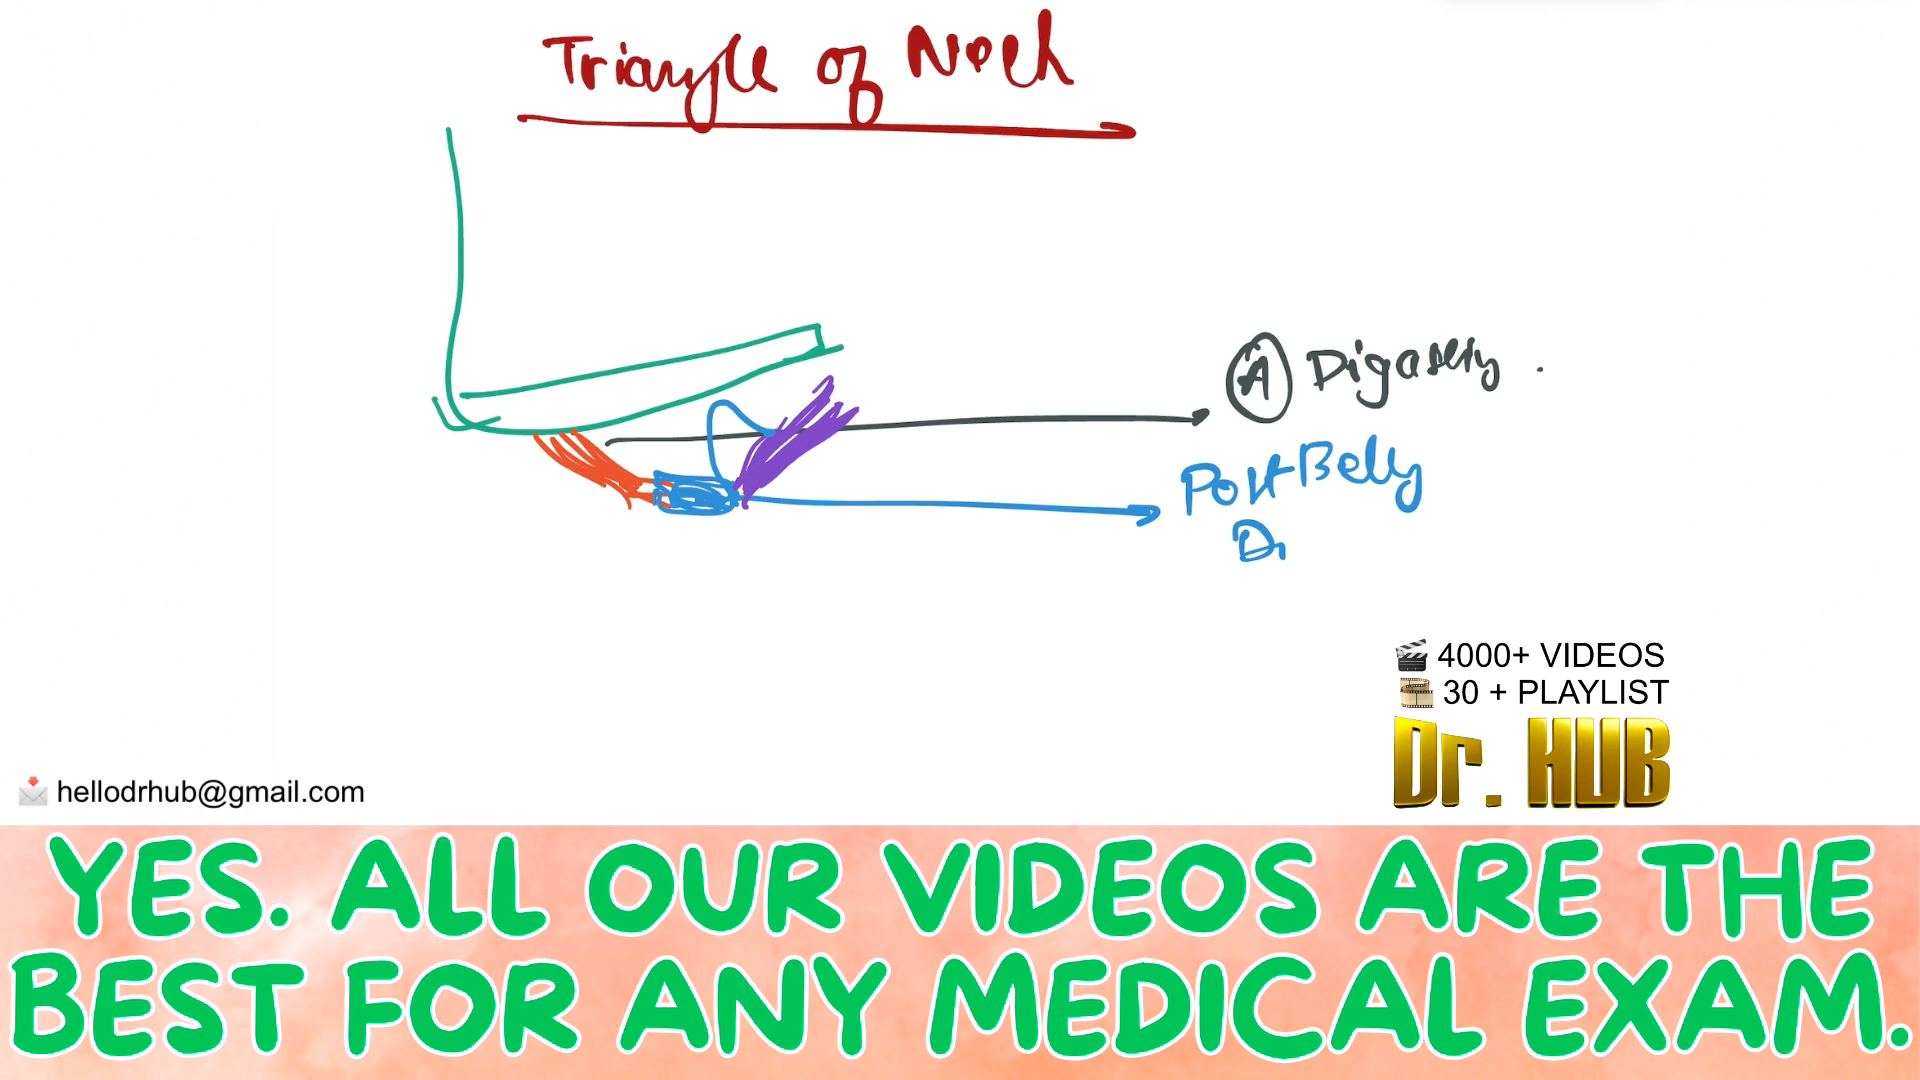 Triangle of Neck
A Digastric.
Post Belly
Di
4000+ VIDEOS
30 + PLAYLIST
Dr. HUB
hellodrhub@gmail.com
YES. ALL OUR VIDEOS ARE THE
BEST FOR ANY MEDICAL EXAM.